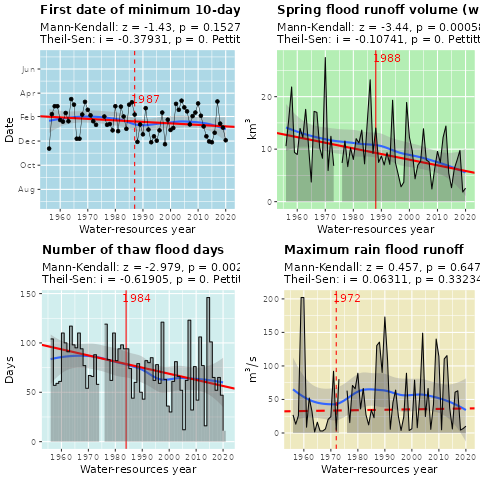 First date of minimum 10-day
Mann-Kendall: z = -1.43, p = 0.1527
Theil-Sen: i = -0.37931, p = 0. Pettit
Date
Jun
Apr
Feb
Dec
Oct
Aug
1987
1960 1970 1980 1990 2000 2010 2020
Water-resources year
Spring flood runoff volume (w
Mann-Kendall: z = -3.44, p = 0.00058
Theil-Sen: i = -0.10741, p = 0. Pettit
km³
20
10
0
1988
1960 1970 1980 1990 2000 2010 2020
Water-resources year
Number of thaw flood days
Mann-Kendall: z = -2.979, p = 0.002
Theil-Sen: i = -0.61905, p = 0. Pettit
Days
150
100
50
0
1984
1960 1970 1980 1990 2000 2010 2020
Water-resources year
Maximum rain flood runoff
Mann-Kendall: z = 0.457, p = 0.647
Theil-Sen: i = 0.06311, p = 0.33234
m³/s
200
150
100
50
0
1972
1960 1970 1980 1990 2000 2010 2020
Water-resources year